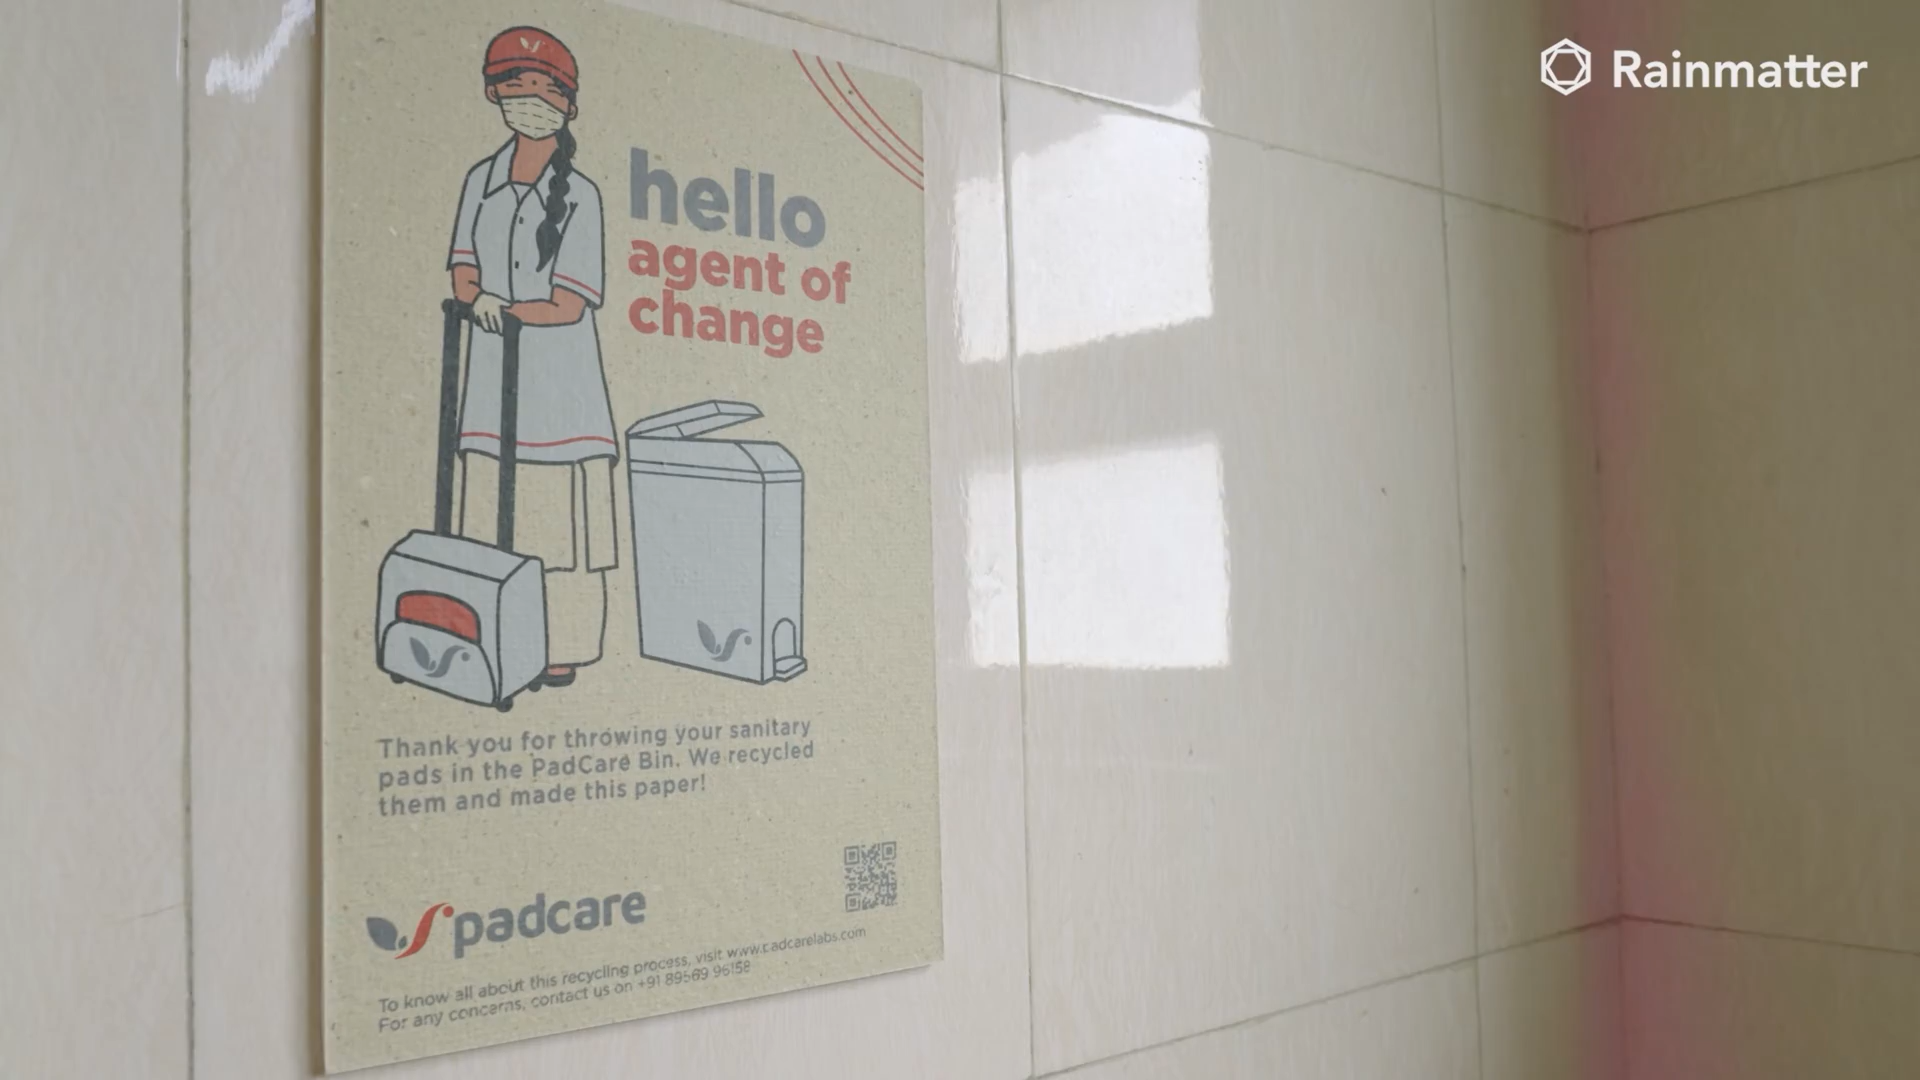 Rainmatter
hello
agent of
change
Thank you for throwing your sanitary
pads in the PadCare Bin. We recycled
them and made this paper!
padcare
To know all about this recycling process, visit www.padcarelabs.com
For any concerns, contact us on +91 89569 96158